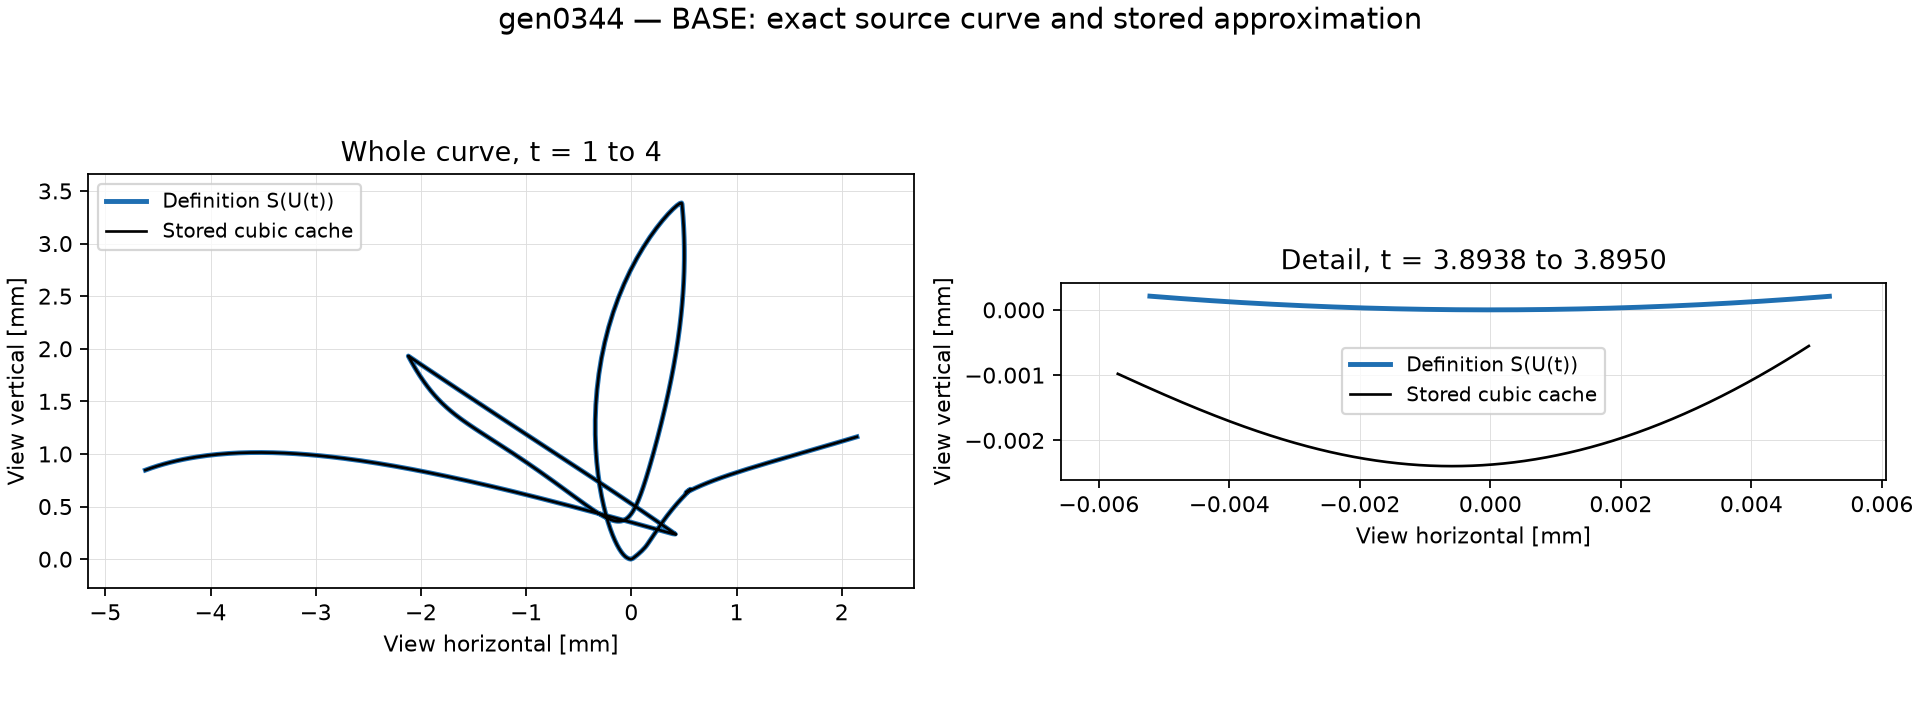 gen0344 — BASE: exact source curve and stored approximation
Whole curve, t = 1 to 4
Definition S(U(t))
Stored cubic cache
View vertical [mm]
3.5
3.0
2.5
2.0
1.5
1.0
0.5
0.0
−5
−4
−3
−2
−1
0
1
2
View horizontal [mm]
Detail, t = 3.8938 to 3.8950
Definition S(U(t))
Stored cubic cache
View vertical [mm]
0.000
−0.001
−0.002
−0.006
−0.004
−0.002
0.000
0.002
0.004
0.006
View horizontal [mm]